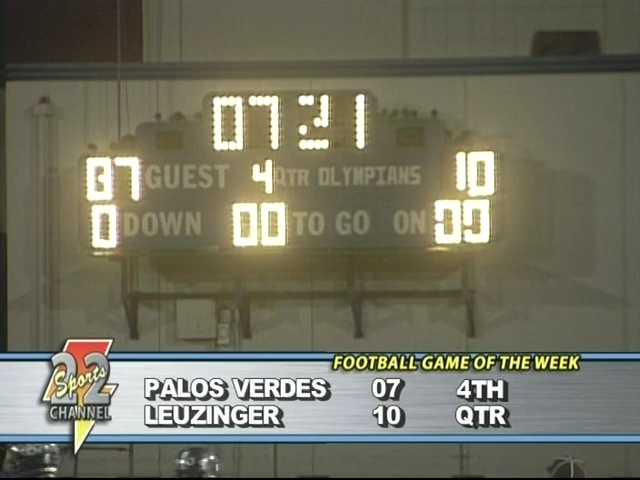 07 21
07 GUEST 4 QTR OLYMPIANS 10
0 DOWN 00 TO GO ON
FOOTBALL GAME OF THE WEEK
22
Sports
CHANNEL
PALOS VERDES 07 4TH
LEUZINGER 10 QTR